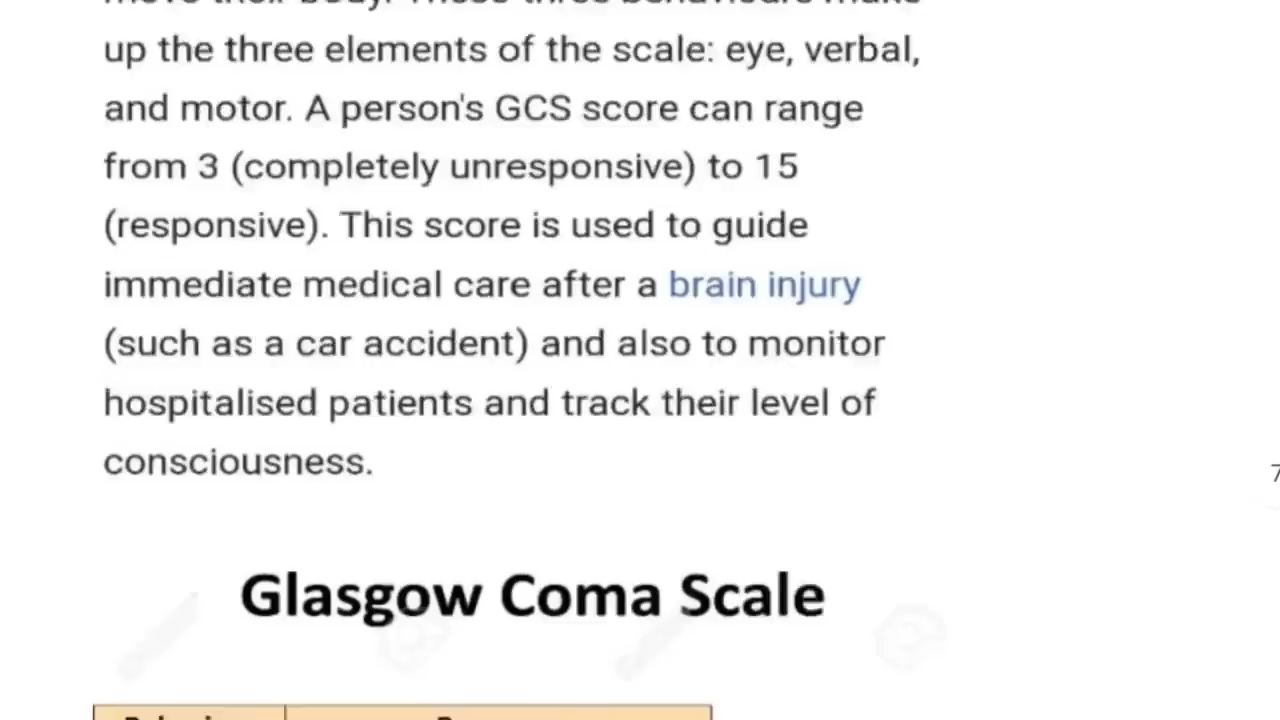 up the three elements of the scale: eye, verbal,
and motor. A person's GCS score can range
from 3 (completely unresponsive) to 15
(responsive). This score is used to guide
immediate medical care after a brain injury
(such as a car accident) and also to monitor
hospitalised patients and track their level of
consciousness.
7
Glasgow Coma Scale